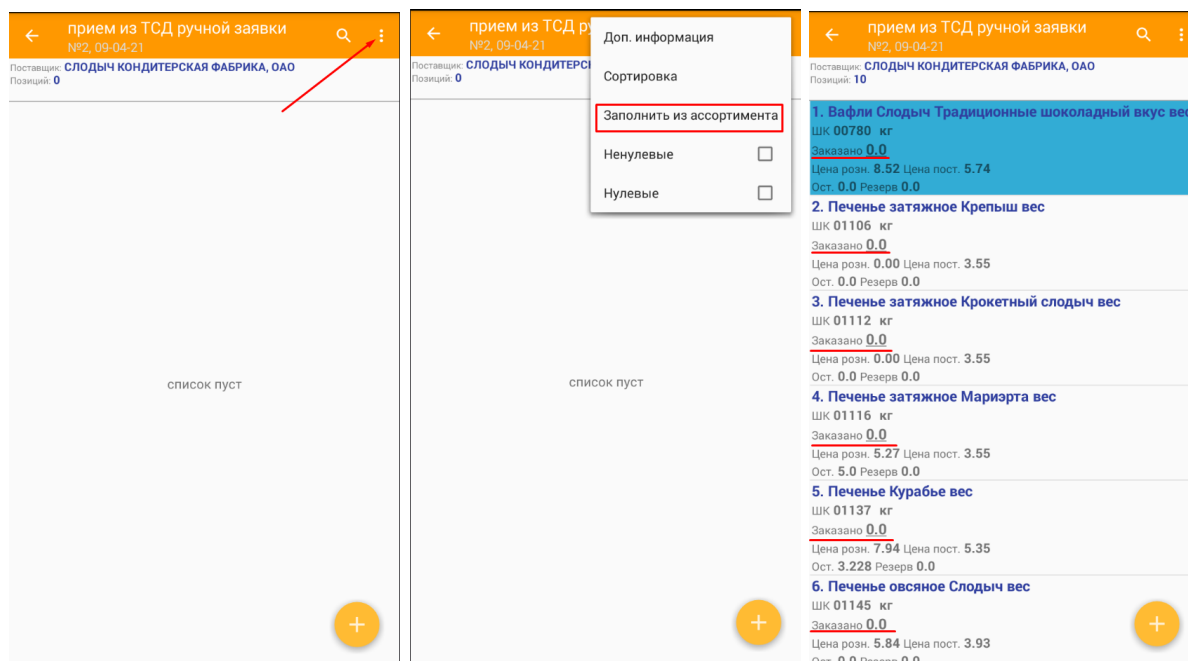 прием из ТСД ручной заявки
№2, 09-04-21
Поставщик: СЛОДЫЧ КОНДИТЕРСКАЯ ФАБРИКА, ОАО
Позиций: 0
список пуст
прием из ТСД
№2, 09-04-21
Поставщик: СЛОДЫЧ
Позиций: 0
Доп. информация
Сортировка
Заполнить из ассортимента
Ненулевые
Нулевые
список пуст
прием из ТСД ручной заявки
№2, 09-04-21
Поставщик: СЛОДЫЧ КОНДИТЕРСКАЯ ФАБРИКА, ОАО
Позиций: 10
1. Вафли Слодыч Традиционные шоколадный вкус вес
ШК 00780 кг
Заказано 0.0
Цена розн. 8.52 Цена пост. 5.74
Ост. 0.0 Резерв 0.0
2. Печенье затяжное Крепыш вес
ШК 01106 кг
Заказано 0.0
Цена розн. 0.00 Цена пост. 3.55
Ост. 0.0 Резерв 0.0
3. Печенье затяжное Крокетный слодыч вес
ШК 01112 кг
Заказано 0.0
Цена розн. 0.00 Цена пост. 3.55
Ост. 0.0 Резерв 0.0
4. Печенье затяжное Мариэрта вес
ШК 01116 кг
Заказано 0.0
Цена розн. 5.27 Цена пост. 3.55
Ост. 5.0 Резерв 0.0
5. Печенье Курабье вес
ШК 01137 кг
Заказано 0.0
Цена розн. 7.94 Цена пост. 5.35
Ост. 3.228 Резерв 0.0
6. Печенье овсяное Слодыч вес
ШК 01145 кг
Заказано 0.0
Цена розн. 5.84 Цена пост. 3.93